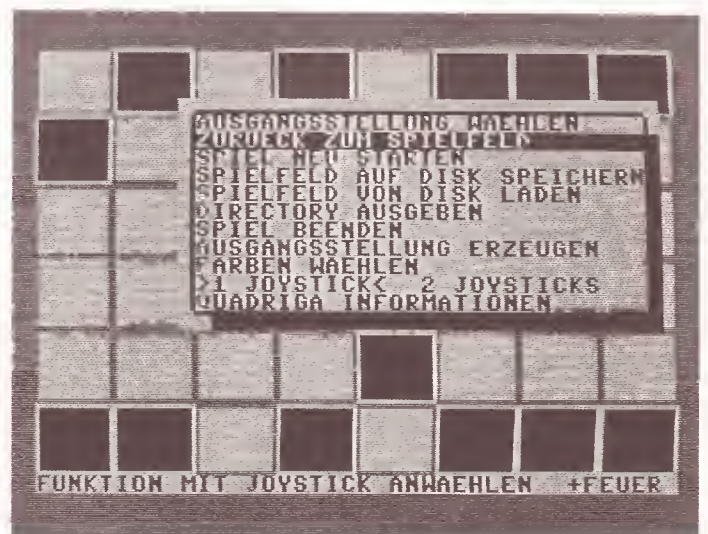 AUSGANGSSTELLUNG WAEHLEN
ZURUECK ZUM SPIELFELD
SPIEL NEU STARTEN
SPIELFELD AUF DISK SPEICHERN
SPIELFELD VON DISK LADEN
DIRECTORY AUSGEBEN
SPIEL BEENDEN
AUSGANGSSTELLUNG ERZEUGEN
FARBEN WAEHLEN
>1 JOYSTICK< 2 JOYSTICKS
QUADRIGA INFORMATIONEN
FUNKTION MIT JOYSTICK ANWAEHLEN +FEUER